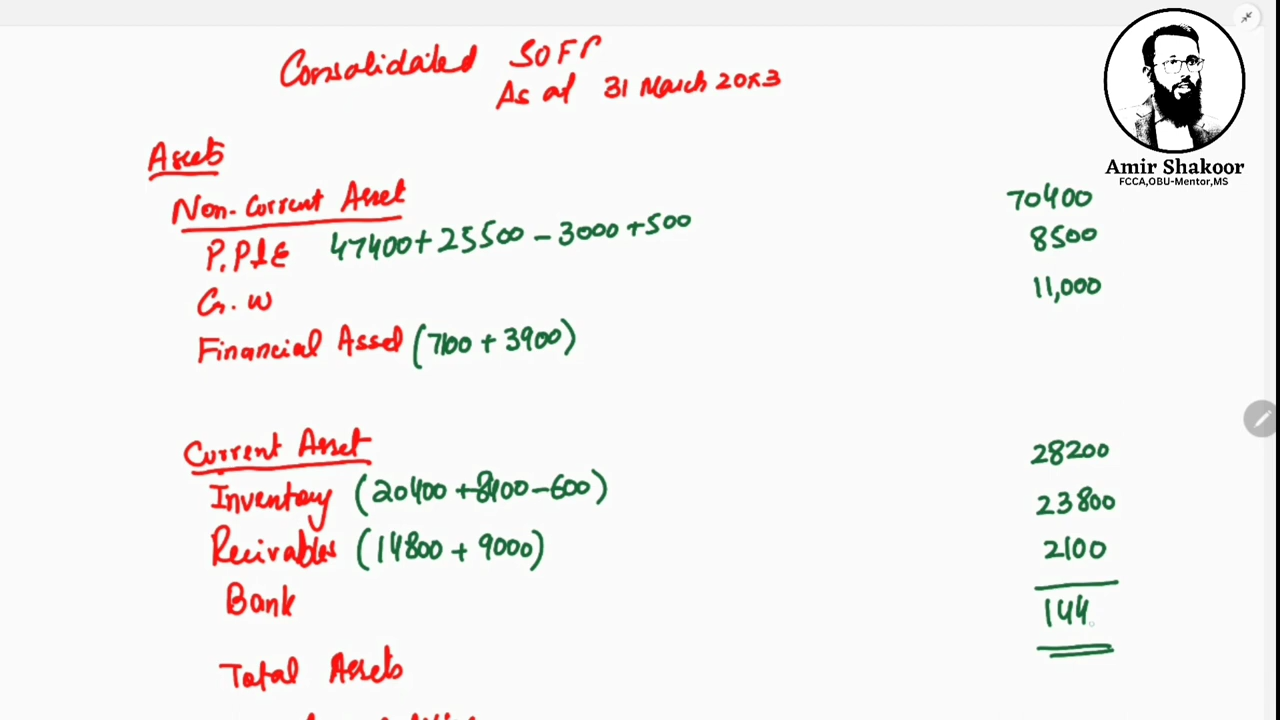 Consolidated SOFP
As at 31 March 20x3
Amir Shakoor
FCCA,OBU-Mentor,MS
Assets
Non-Current Asset
70400
P.P&E 47400+25500-3000+500
8500
G.W
11,000
Financial Asset (7100+3900)
Current Asset
28200
Inventory (20400+8400-600)
23800
Recivables (14800+9000)
2100
Bank
144
Total Assets